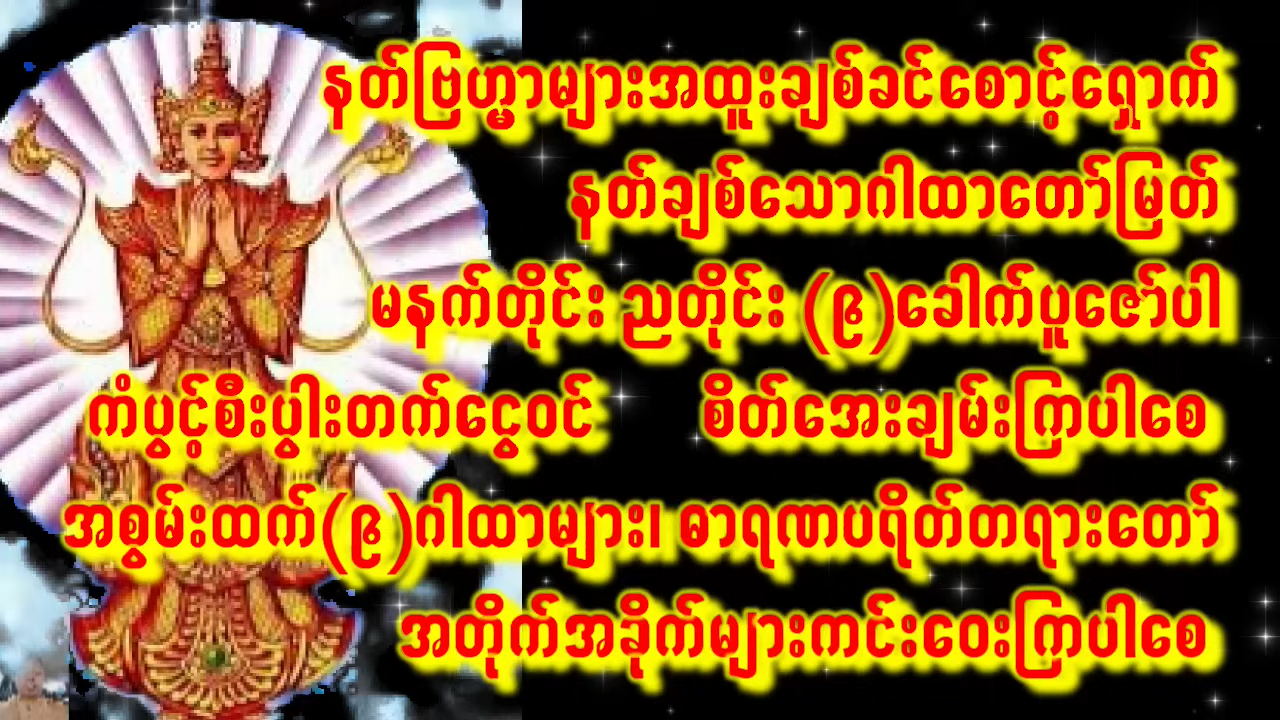 နတ်ဗြဟ္မာများအထူးချစ်ခင်စောင့်ရှောက်
နတ်ချစ်သောဂါထာတော်မြတ်
မနက်တိုင်း ညတိုင်း (၉)ခေါက်ပူဇော်ပါ
ကံပွင့်စီးပွါးတက်ငွေဝင် စိတ်အေးချမ်းကြပါစေ
အစွမ်းထက်(၉)ဂါထာများ၊ ဓာရဏပရိတ်တရားတော်
အတိုက်အခိုက်များကင်းဝေးကြပါစေ